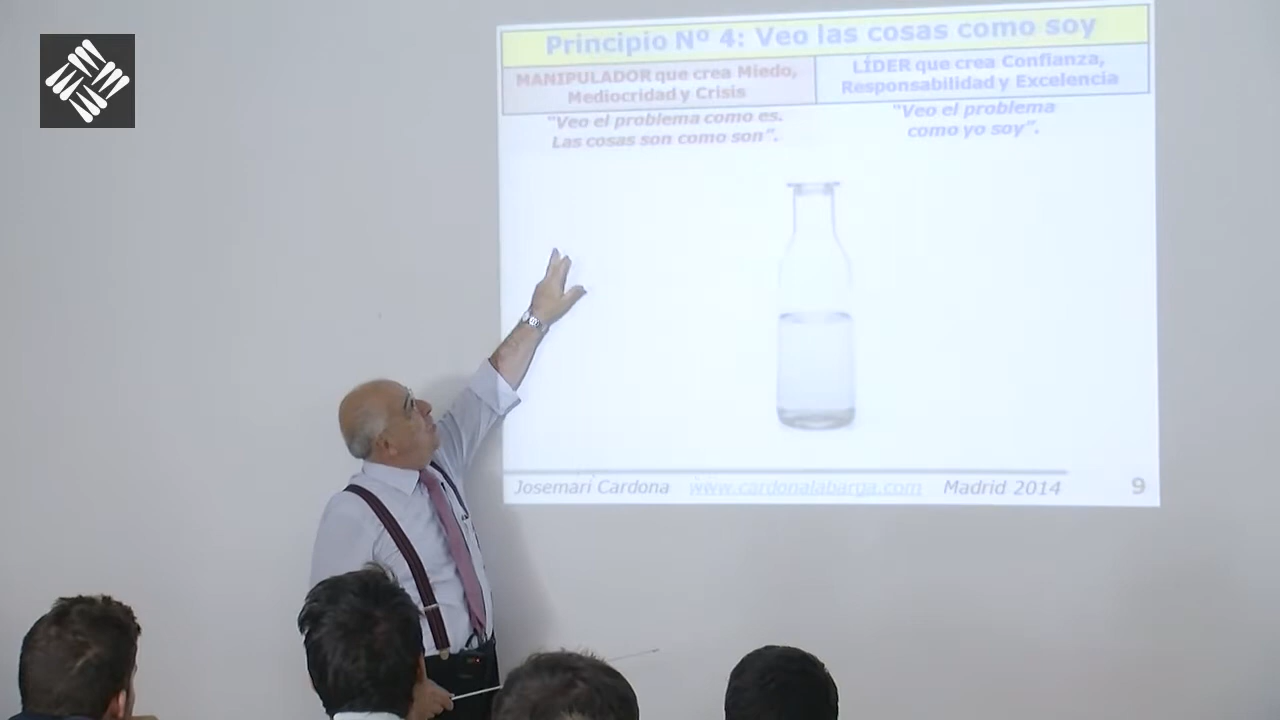 Principio Nº 4: Veo las cosas como soy
MANIPULADOR que crea Miedo,
Mediocridad y Crisis
LÍDER que crea Confianza,
Responsabilidad y Excelencia
"Veo el problema como es.
Las cosas son como son".
"Veo el problema
como yo soy".
Josemari Cardona www.cardonalabarga.com Madrid 2014 9